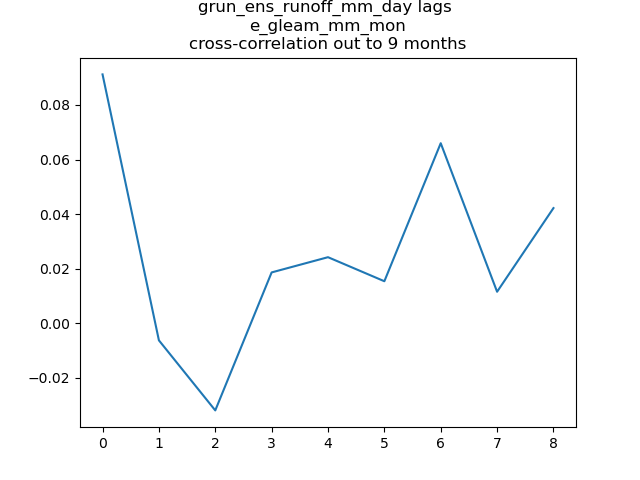 grun_ens_runoff_mm_day lags
e_gleam_mm_mon
cross-correlation out to 9 months
0.08
0.06
0.04
0.02
0.00
−0.02
0 1 2 3 4 5 6 7 8